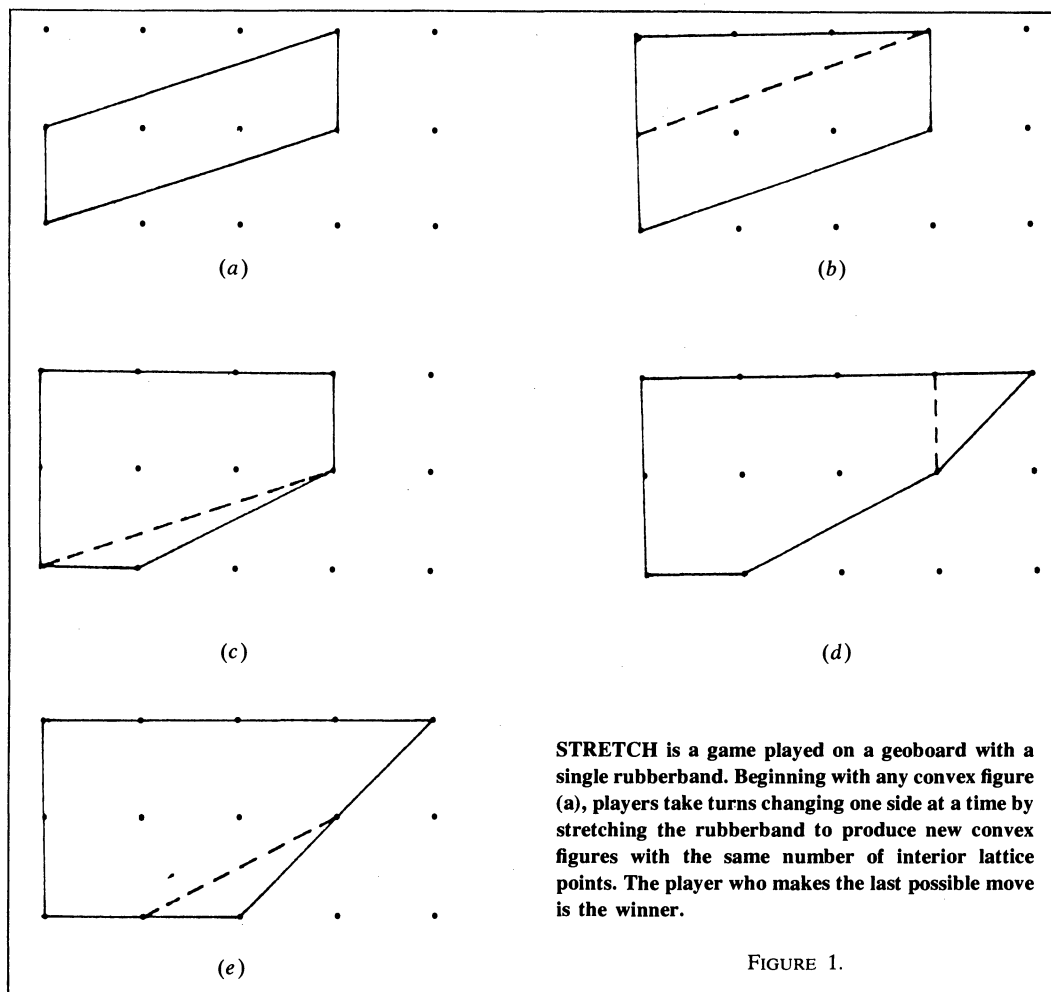 (a)
(b)
(c)
(d)
(e)
STRETCH is a game played on a geoboard with a
single rubberband. Beginning with any convex figure
(a), players take turns changing one side at a time by
stretching the rubberband to produce new convex
figures with the same number of interior lattice
points. The player who makes the last possible move
is the winner.
FIGURE 1.